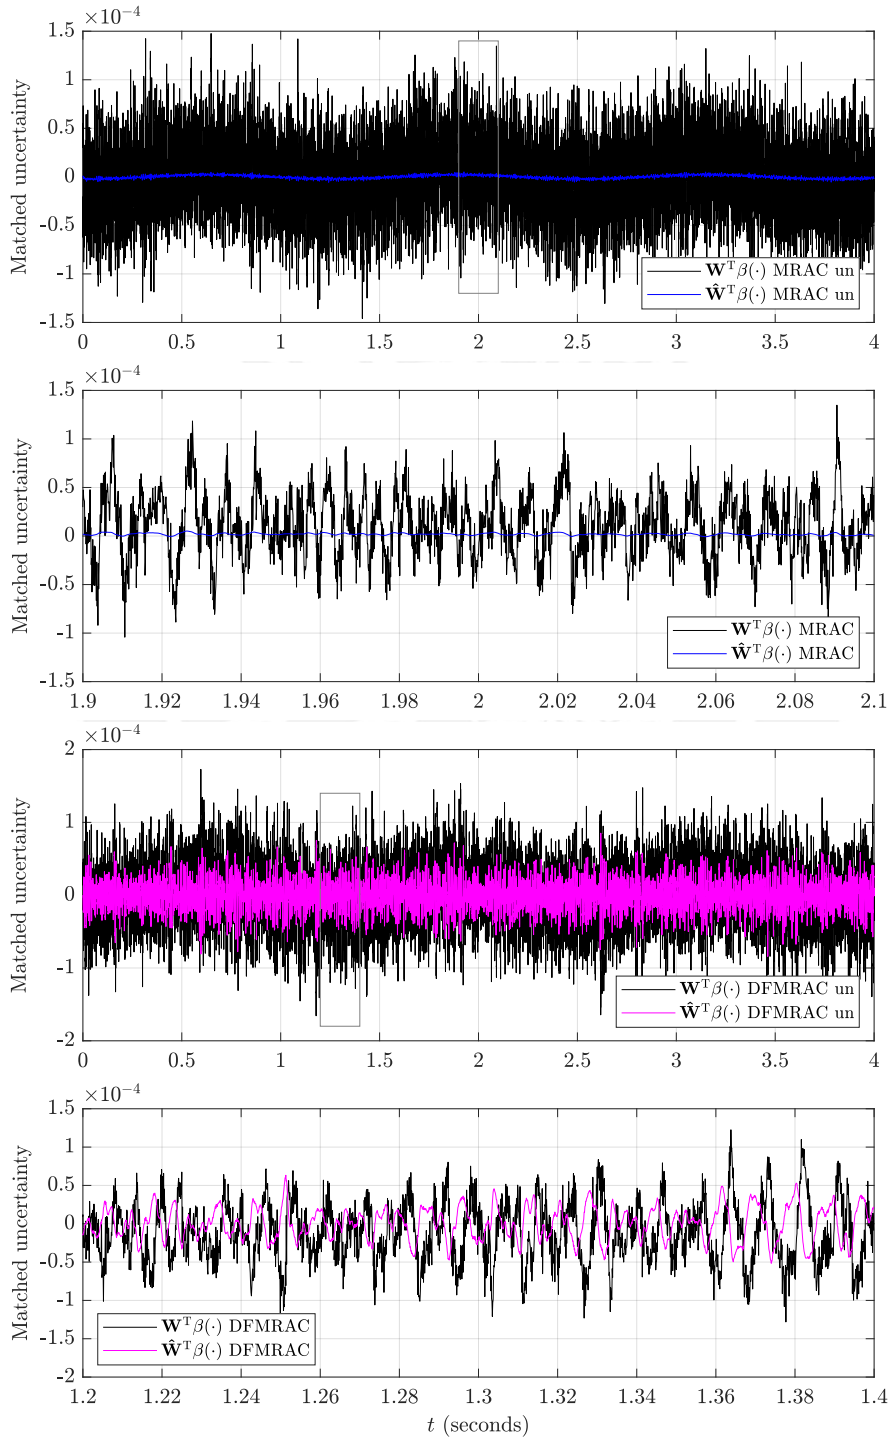 ×10⁻⁴
1.5
1
0.5
0
-0.5
-1
-1.5
Matched uncertainty
𝐖ᵀβ(·) MRAC un
𝐖̂ᵀβ(·) MRAC un
0 0.5 1 1.5 2 2.5 3 3.5 4
×10⁻⁴
1.5
1
0.5
0
-0.5
-1
-1.5
Matched uncertainty
𝐖ᵀβ(·) MRAC
𝐖̂ᵀβ(·) MRAC
1.9 1.92 1.94 1.96 1.98 2 2.02 2.04 2.06 2.08 2.1
×10⁻⁴
2
1
0
-1
-2
Matched uncertainty
𝐖ᵀβ(·) DFMRAC un
𝐖̂ᵀβ(·) DFMRAC un
0 0.5 1 1.5 2 2.5 3 3.5 4
×10⁻⁴
1.5
1
0.5
0
-0.5
-1
-1.5
-2
Matched uncertainty
𝐖ᵀβ(·) DFMRAC
𝐖̂ᵀβ(·) DFMRAC
1.2 1.22 1.24 1.26 1.28 1.3 1.32 1.34 1.36 1.38 1.4
t (seconds)